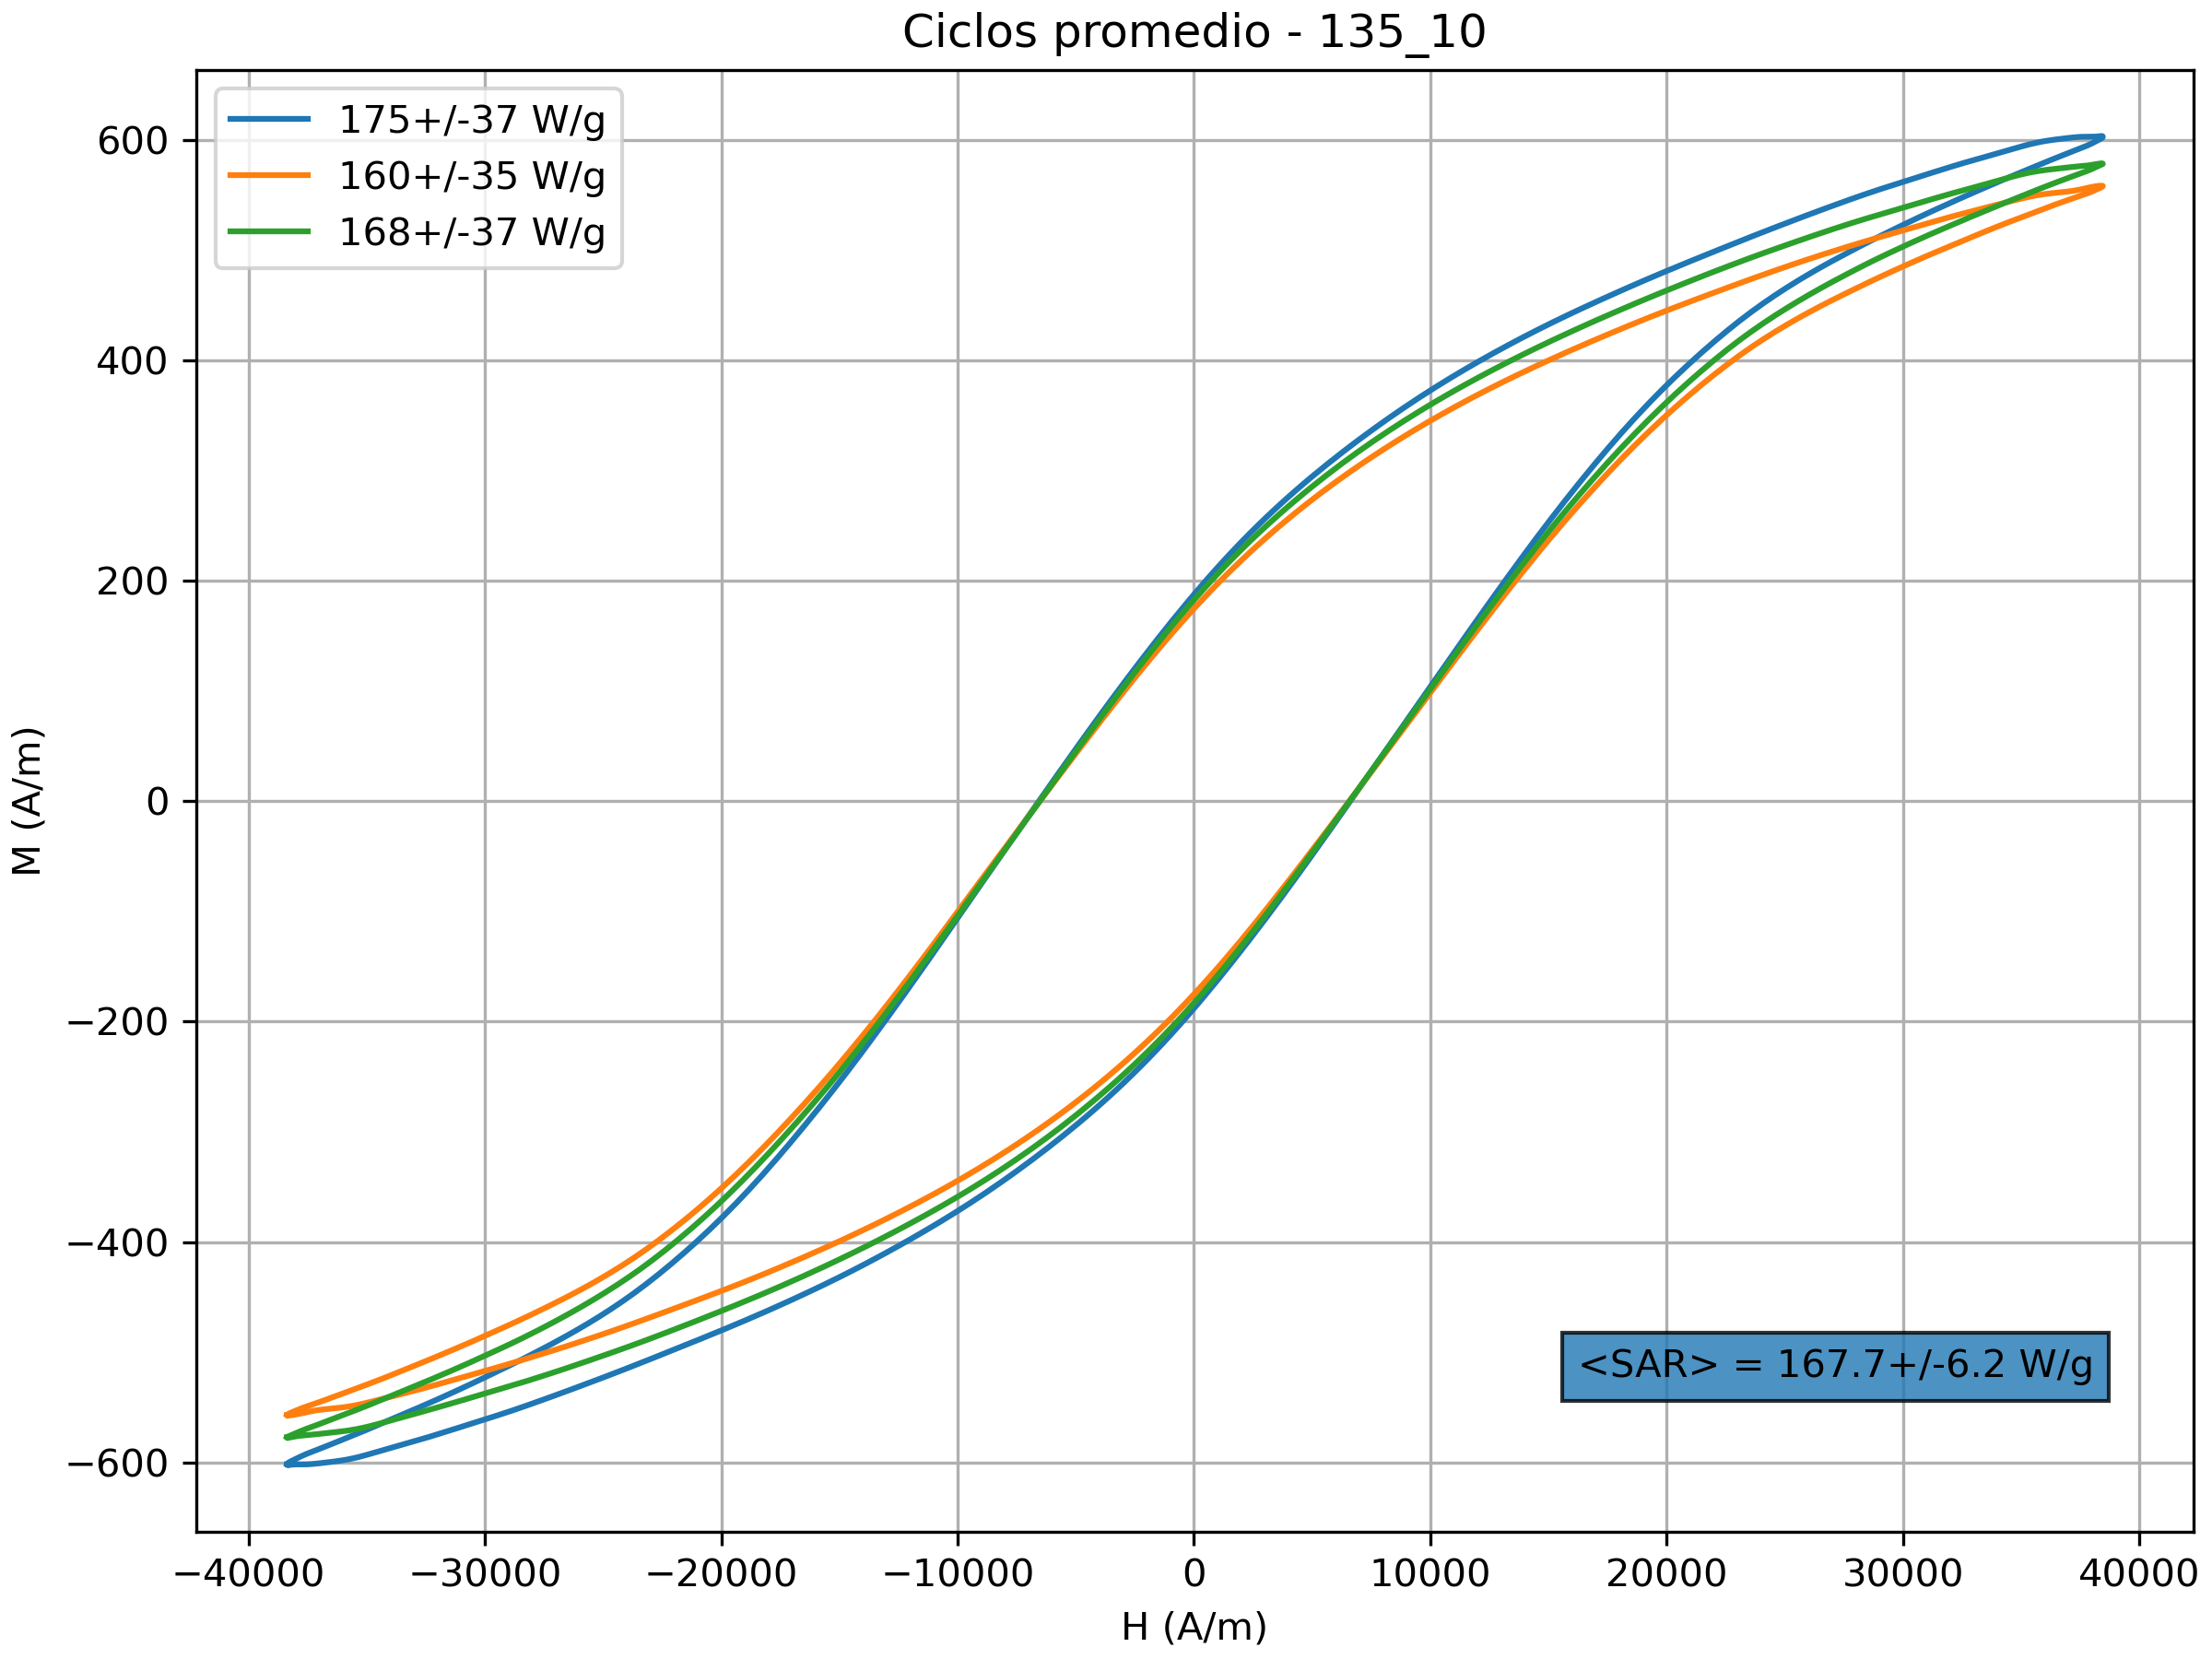 Ciclos promedio - 135_10
175+/-37 W/g
160+/-35 W/g
168+/-37 W/g
600
400
200
0
−200
−400
−600
M (A/m)
<SAR> = 167.7+/-6.2 W/g
−40000 −30000 −20000 −10000 0 10000 20000 30000 40000
H (A/m)